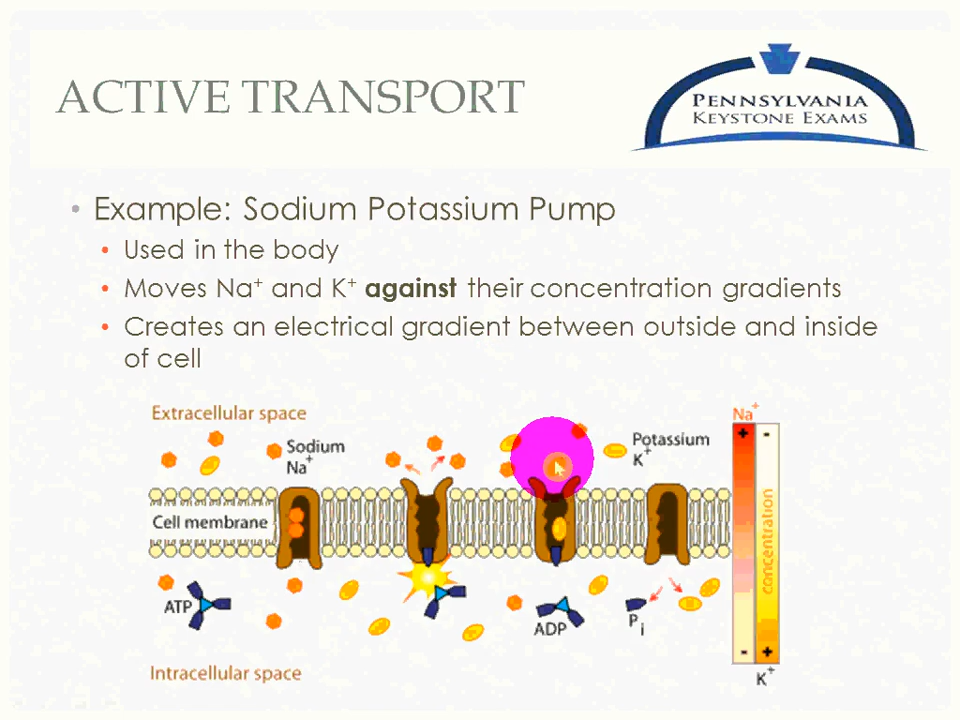 ACTIVE TRANSPORT
PENNSYLVANIA
KEYSTONE EXAMS
• Example: Sodium Potassium Pump
• Used in the body
• Moves Na⁺ and K⁺ against their concentration gradients
• Creates an electrical gradient between outside and inside
of cell
Extracellular space
Sodium
Na⁺
Potassium
K⁺
Na⁺
+ -
Cell membrane
concentration
ATP
ADP
Pi
- +
K⁺
Intracellular space